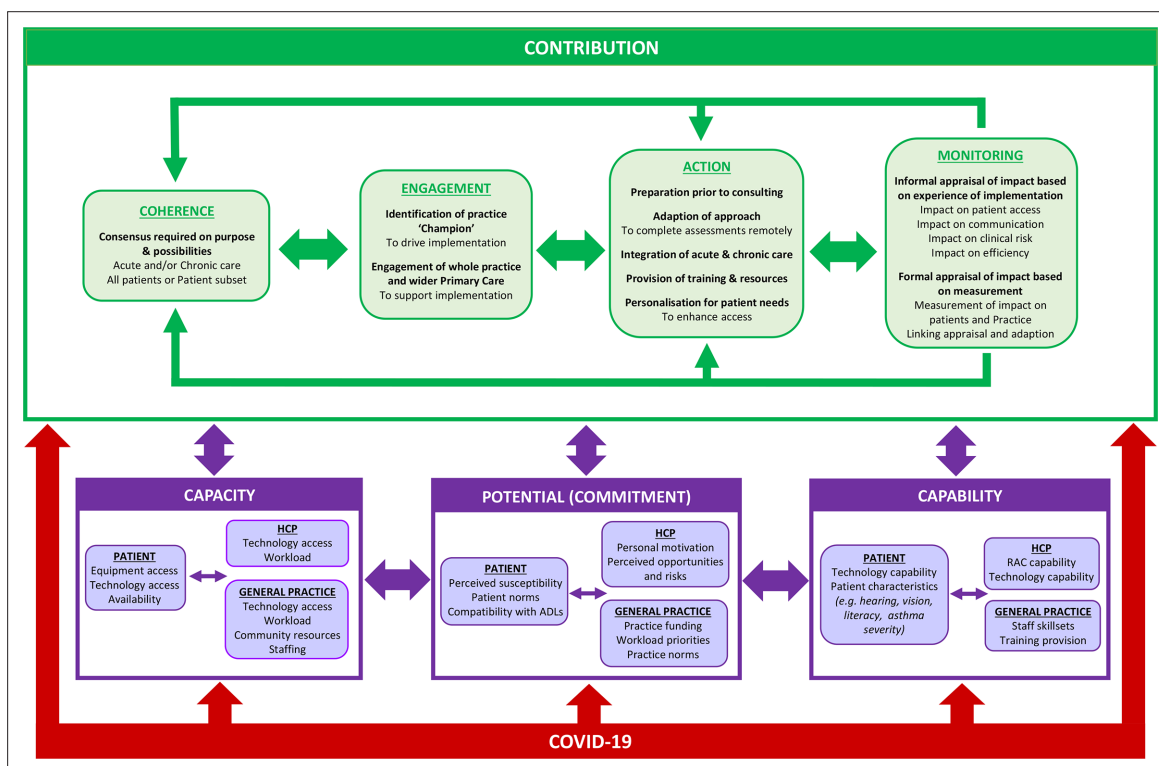 CONTRIBUTION
COHERENCE
Consensus required on purpose
& possibilities
Acute and/or Chronic care
All patients or Patient subset
ENGAGEMENT
Identification of practice
‘Champion’
To drive implementation
Engagement of whole practice
and wider Primary Care
To support implementation
ACTION
Preparation prior to consulting
Adaption of approach
To complete assessments remotely
Integration of acute & chronic care
Provision of training & resources
Personalisation for patient needs
To enhance access
MONITORING
Informal appraisal of impact based
on experience of implementation
Impact on patient access
Impact on communication
Impact on clinical risk
Impact on efficiency
Formal appraisal of impact based
on measurement
Measurement of impact on
patients and Practice
Linking appraisal and adaption
CAPACITY
PATIENT
Equipment access
Technology access
Availability
HCP
Technology access
Workload
GENERAL PRACTICE
Technology access
Workload
Community resources
Staffing
POTENTIAL (COMMITMENT)
PATIENT
Perceived susceptibility
Patient norms
Compatibility with ADLs
HCP
Personal motivation
Perceived opportunities
and risks
GENERAL PRACTICE
Practice funding
Workload priorities
Practice norms
CAPABILITY
PATIENT
Technology capability
Patient characteristics
(e.g. hearing, vision,
literacy, asthma
severity)
HCP
RAC capability
Technology capability
GENERAL PRACTICE
Staff skillsets
Training provision
COVID-19